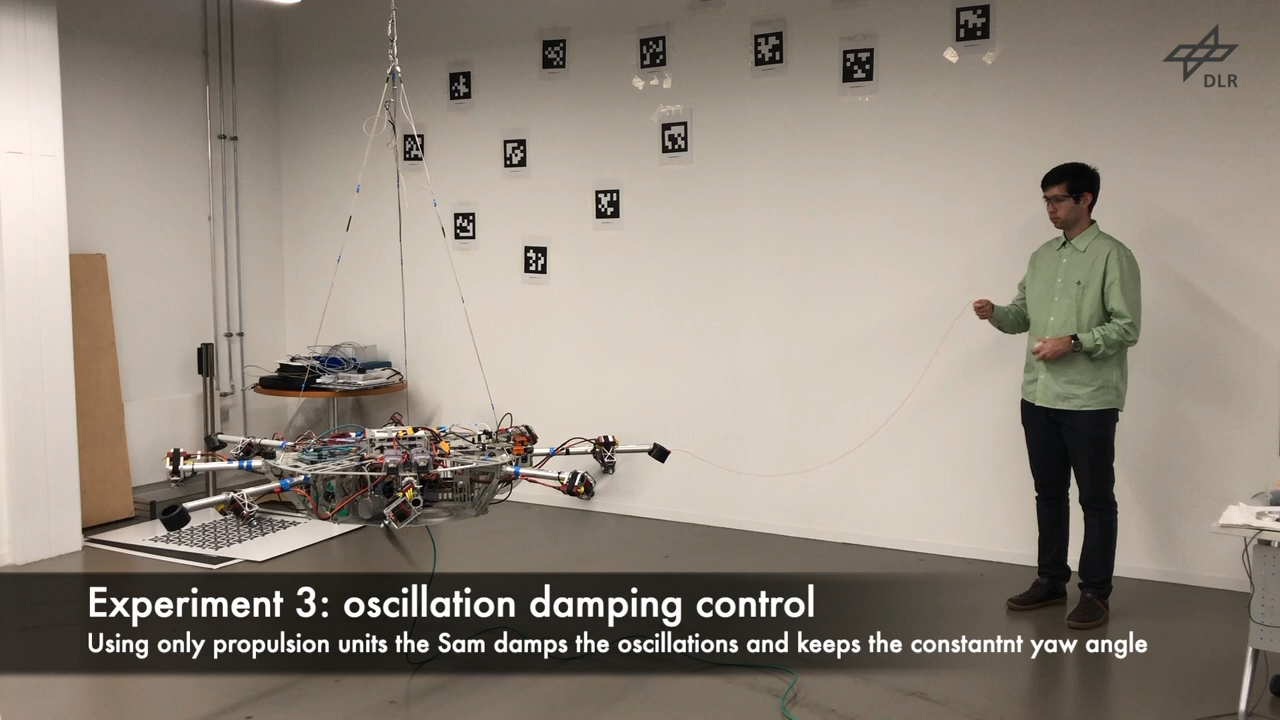 DLR
Experiment 3: oscillation damping control
Using only propulsion units the Sam damps the oscillations and keeps the constantnt yaw angle